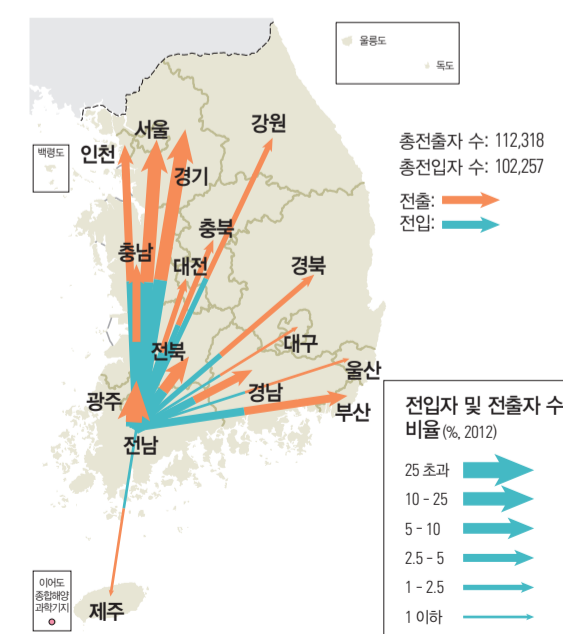 울릉도
독도
총전출자 수: 112,318
총전입자 수: 102,257
전출:
전입:
백령도
서울
인천
경기
강원
충남
충북
대전
경북
전북
대구
울산
광주
경남
부산
전남
제주
이어도
종합해양
과학기지
전입자 및 전출자 수
비율 (%, 2012)
25 초과
10 - 25
5 - 10
2.5 - 5
1 - 2.5
1 이하